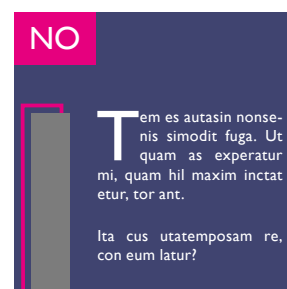 NO
Tem es autasin nonse-
nis simodit fuga. Ut
quam as experatur
mi, quam hil maxim inctat
etur, tor ant.
Ita cus utatemposam re,
con eum latur?